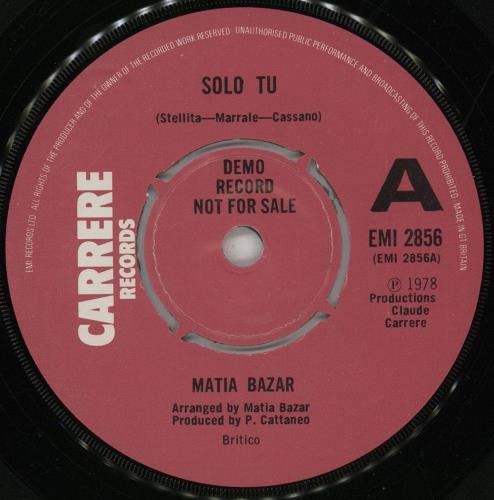 EMI RECORDS LTD ALL RIGHTS OF THE PRODUCER AND OF THE OWNER OF THE RECORDED WORK RESERVED UNAUTHORISED PUBLIC PERFORMANCE AND BROADCASTING OF THIS RECORD PROHIBITED MADE IN GT BRITAIN
SOLO TU
(Stellita—Marrale—Cassano)
DEMO
RECORD
NOT FOR SALE
A
CARRERE
RECORDS
EMI 2856
(EMI 2856A)
Ⓟ 1978
Productions
Claude
Carrere
MATIA BAZAR
Arranged by Matia Bazar
Produced by P. Cattaneo
Britico